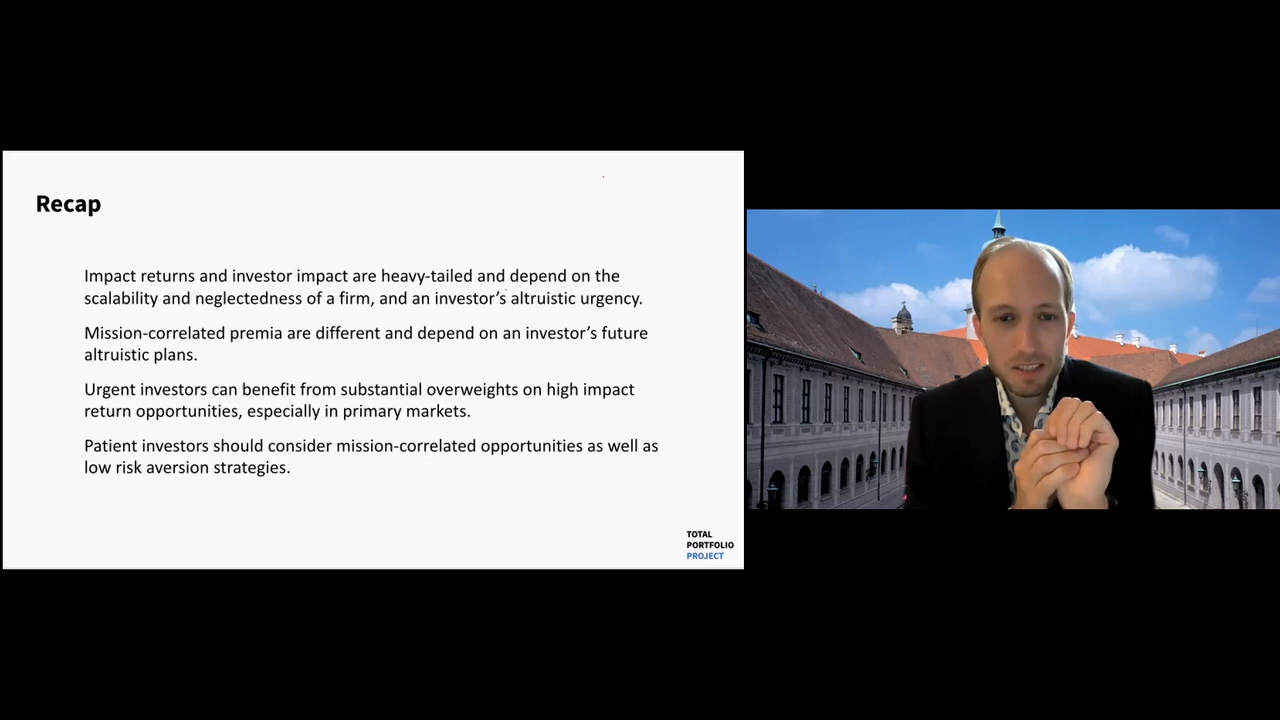 Recap
Impact returns and investor impact are heavy-tailed and depend on the
scalability and neglectedness of a firm, and an investor’s altruistic urgency.
Mission-correlated premia are different and depend on an investor’s future
altruistic plans.
Urgent investors can benefit from substantial overweights on high impact
return opportunities, especially in primary markets.
Patient investors should consider mission-correlated opportunities as well as
low risk aversion strategies.
TOTAL
PORTFOLIO
PROJECT